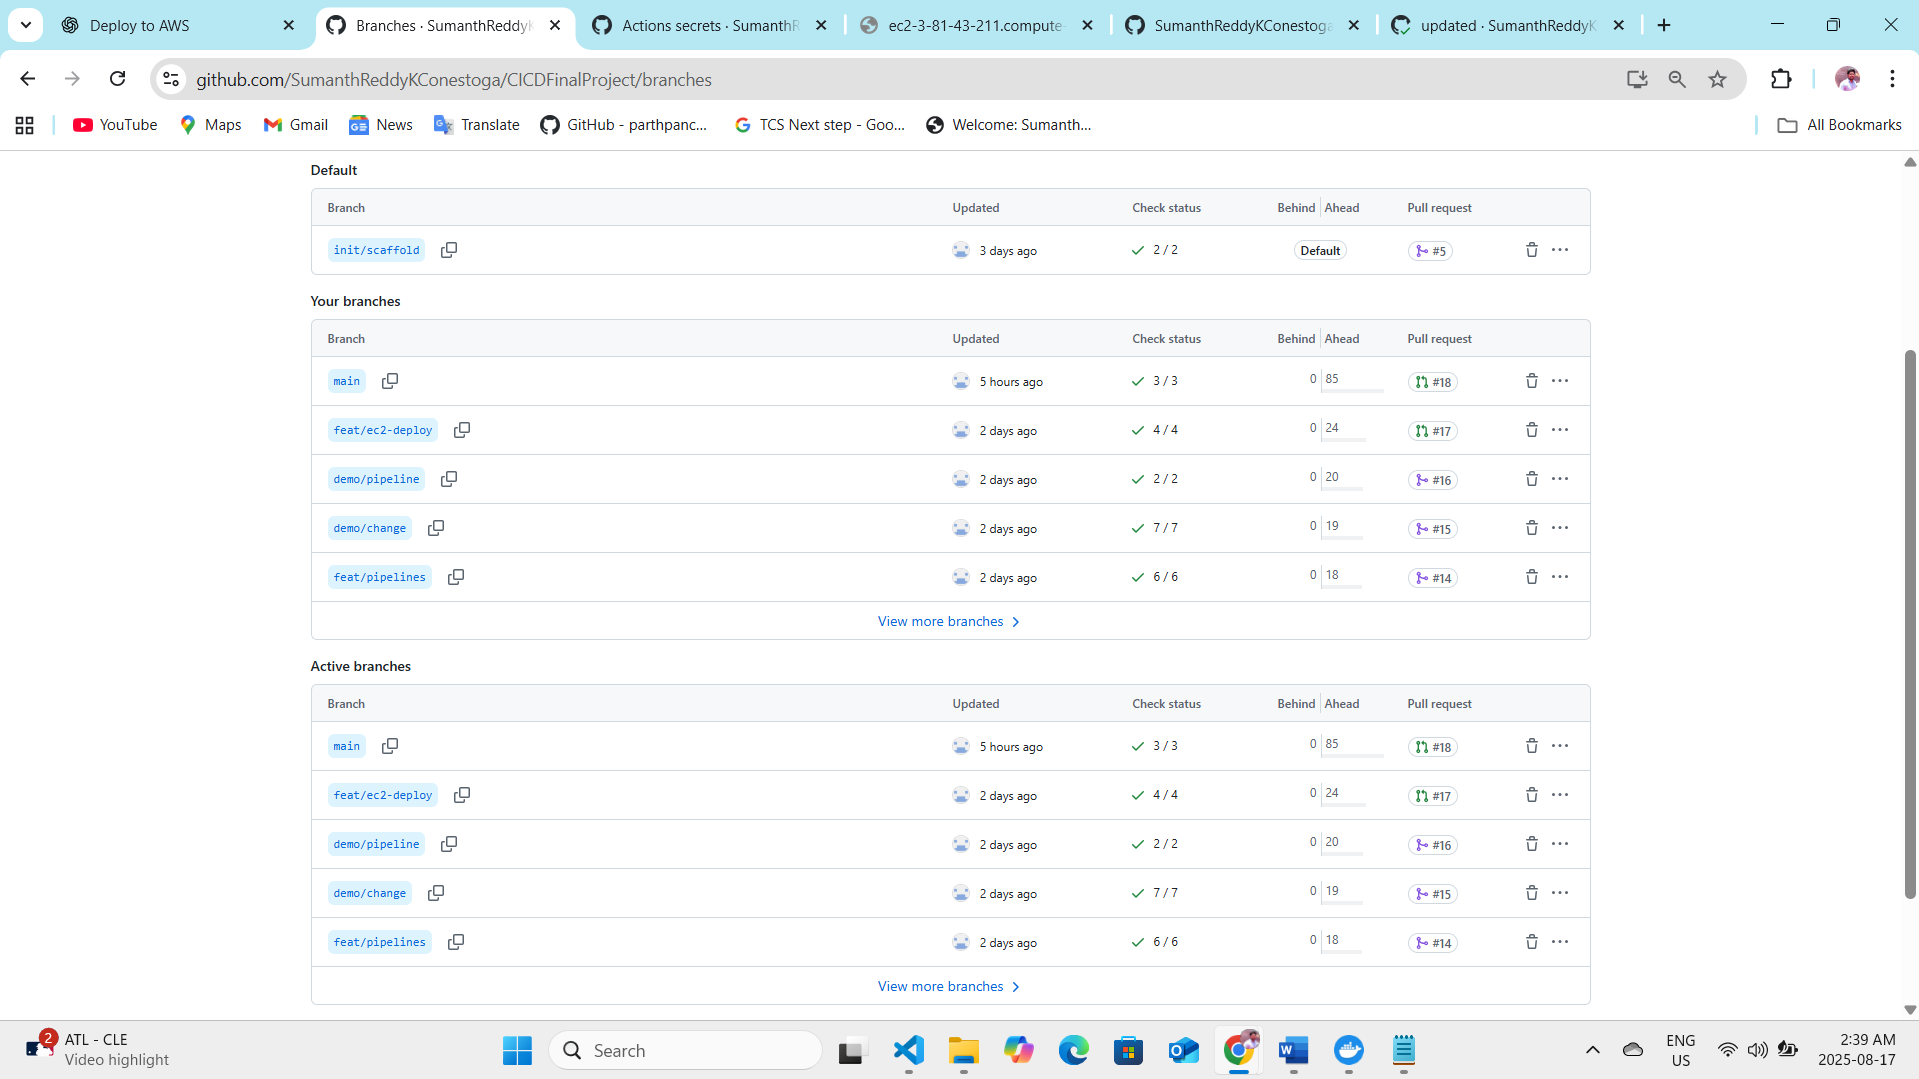 Deploy to AWS
Branches · SumanthReddyK
Actions secrets · SumanthR
ec2-3-81-43-211.compute-
SumanthReddyKConestoga
updated · SumanthReddyK
github.com/SumanthReddyKConestoga/CICDFinalProject/branches
YouTube Maps Gmail News Translate GitHub - parthpanc... TCS Next step - Goo... Welcome: Sumanth... All Bookmarks
Default
Branch Updated Check status Behind Ahead Pull request
init/scaffold 3 days ago 2 / 2 Default #5
Your branches
Branch Updated Check status Behind Ahead Pull request
main 5 hours ago 3 / 3 0 85 #18
feat/ec2-deploy 2 days ago 4 / 4 0 24 #17
demo/pipeline 2 days ago 2 / 2 0 20 #16
demo/change 2 days ago 7 / 7 0 19 #15
feat/pipelines 2 days ago 6 / 6 0 18 #14
View more branches
Active branches
Branch Updated Check status Behind Ahead Pull request
main 5 hours ago 3 / 3 0 85 #18
feat/ec2-deploy 2 days ago 4 / 4 0 24 #17
demo/pipeline 2 days ago 2 / 2 0 20 #16
demo/change 2 days ago 7 / 7 0 19 #15
feat/pipelines 2 days ago 6 / 6 0 18 #14
View more branches
2
ATL - CLE
Video highlight
Search
ENG
US
2:39 AM
2025-08-17